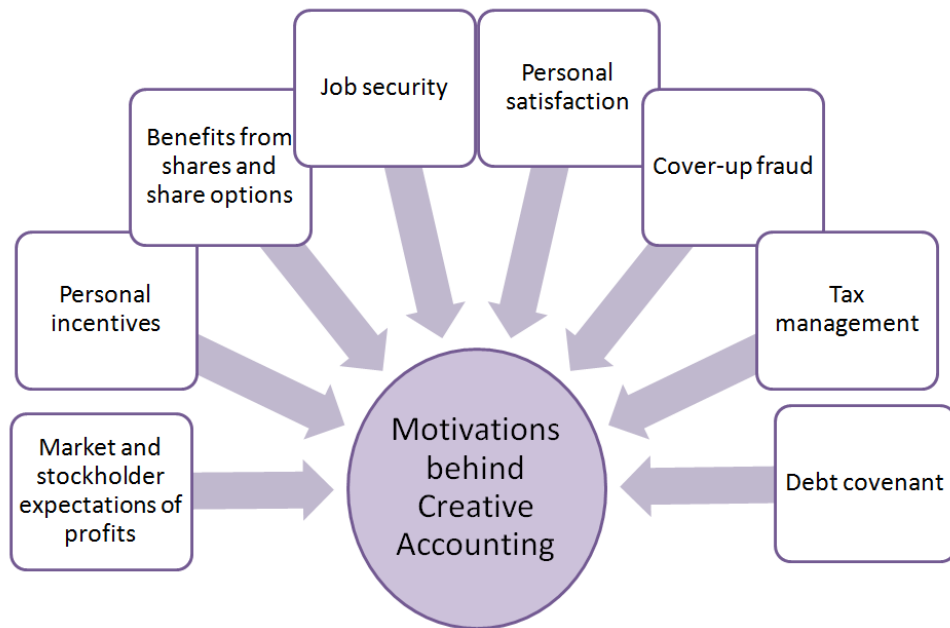 Job security
Personal
satisfaction
Benefits from
shares and
share options
Cover-up fraud
Personal
incentives
Tax
management
Market and
stockholder
expectations of
profits
Motivations
behind
Creative
Accounting
Debt covenant